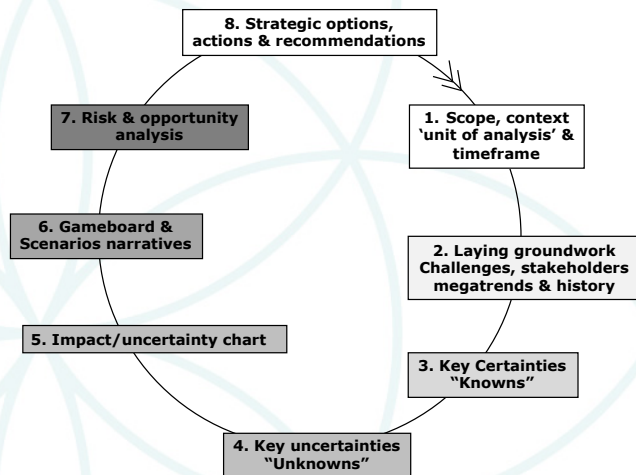 8. Strategic options,
actions & recommendations
1. Scope, context
‘unit of analysis’ &
timeframe
2. Laying groundwork
Challenges, stakeholders
megatrends & history
3. Key Certainties
“Knowns”
4. Key uncertainties
“Unknowns”
5. Impact/uncertainty chart
6. Gameboard &
Scenarios narratives
7. Risk & opportunity
analysis